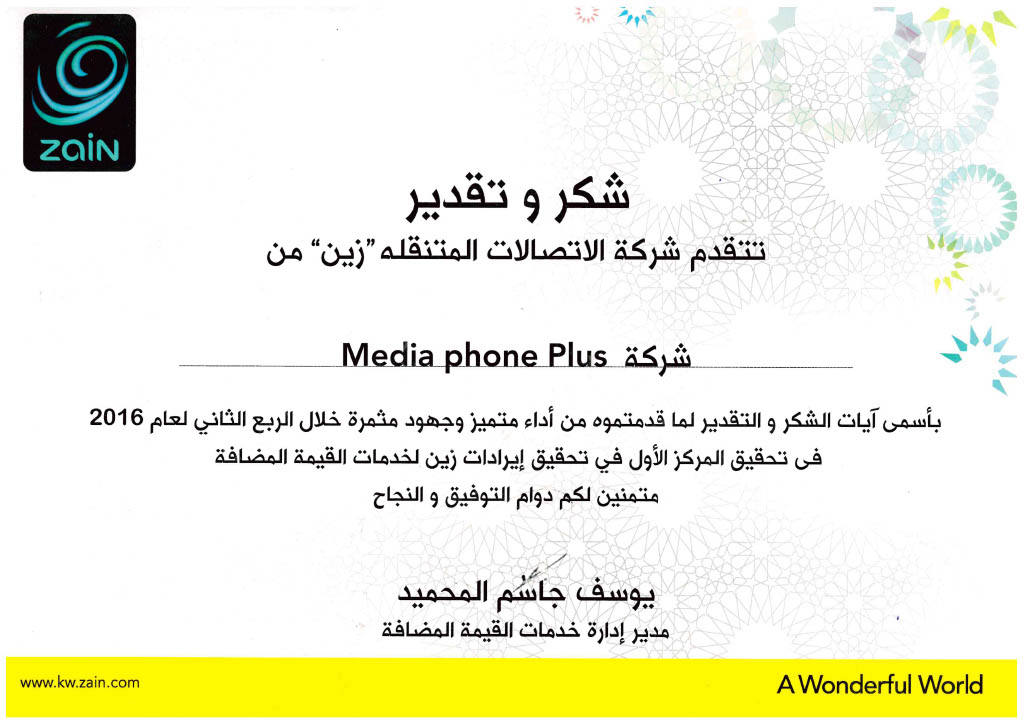 zain
شكر و تقدير
تتقدم شركة الاتصالات المتنقله "زين" من
شركة Media phone Plus
بأسمى آيات الشكر و التقدير لما قدمتموه من أداء متميز وجهود مثمرة خلال الربع الثاني لعام 2016
فى تحقيق المركز الأول في تحقيق إيرادات زين لخدمات القيمة المضافة
متمنين لكم دوام التوفيق و النجاح
يوسف جاسم المحميد
مدير إدارة خدمات القيمة المضافة
www.kw.zain.com
A Wonderful World